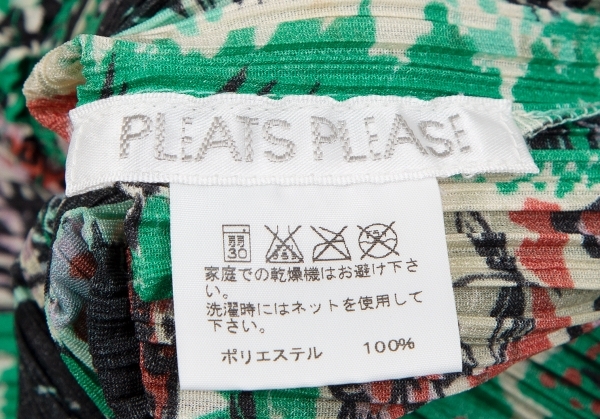 PLEATS PLEASE
弱 30
家庭での乾燥機はお避け下さ
い。
洗濯時にはネットを使用して
下さい。
ポリエステル 100%